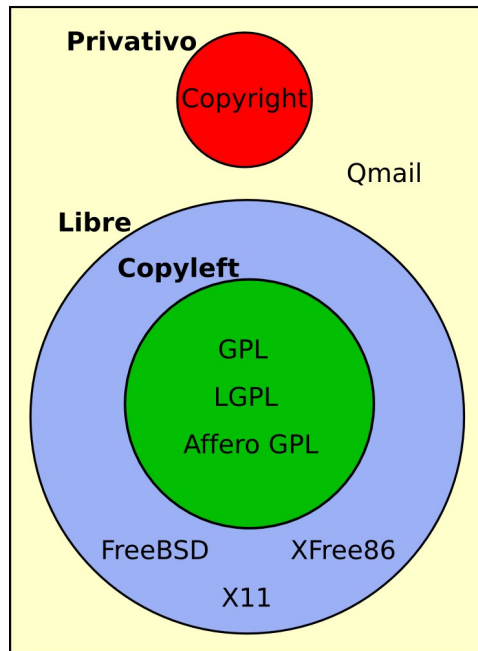 Privativo
Copyright
Qmail
Libre
Copyleft
GPL
LGPL
Affero GPL
FreeBSD XFree86
X11